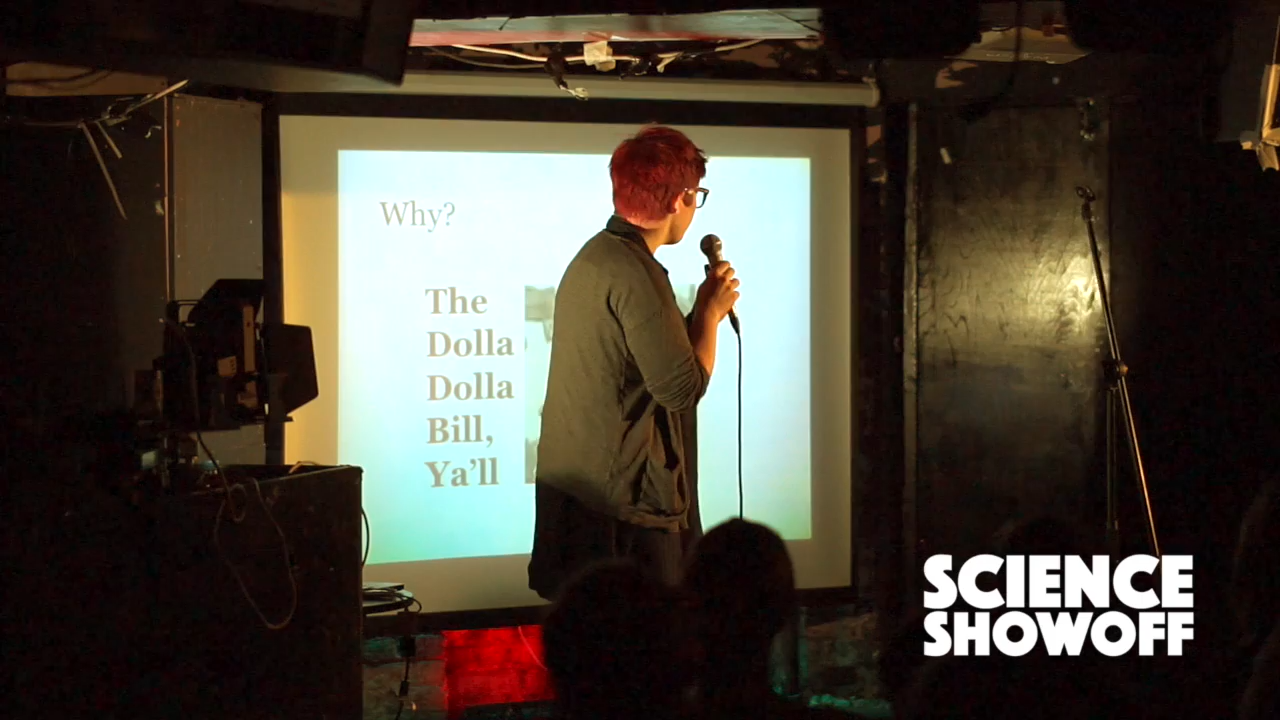 Why?
The
Dolla
Dolla
Bill,
Ya'll
SCIENCE
SHOWOFF